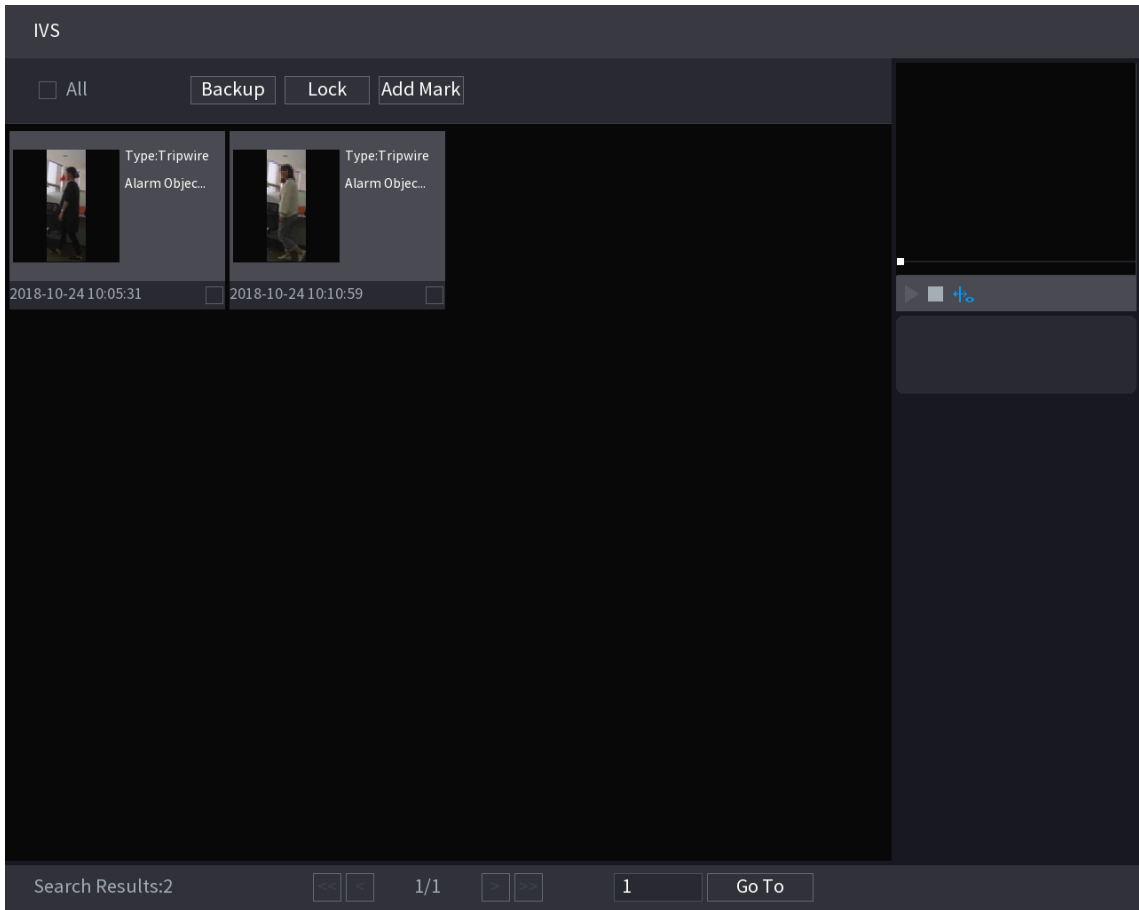 IVS
All
Backup
Lock
Add Mark
Type:Tripwire
Alarm Objec...
2018-10-24 10:05:31
Type:Tripwire
Alarm Objec...
2018-10-24 10:10:59
Search Results:2
<<
<
1/1
>
>>
1
Go To